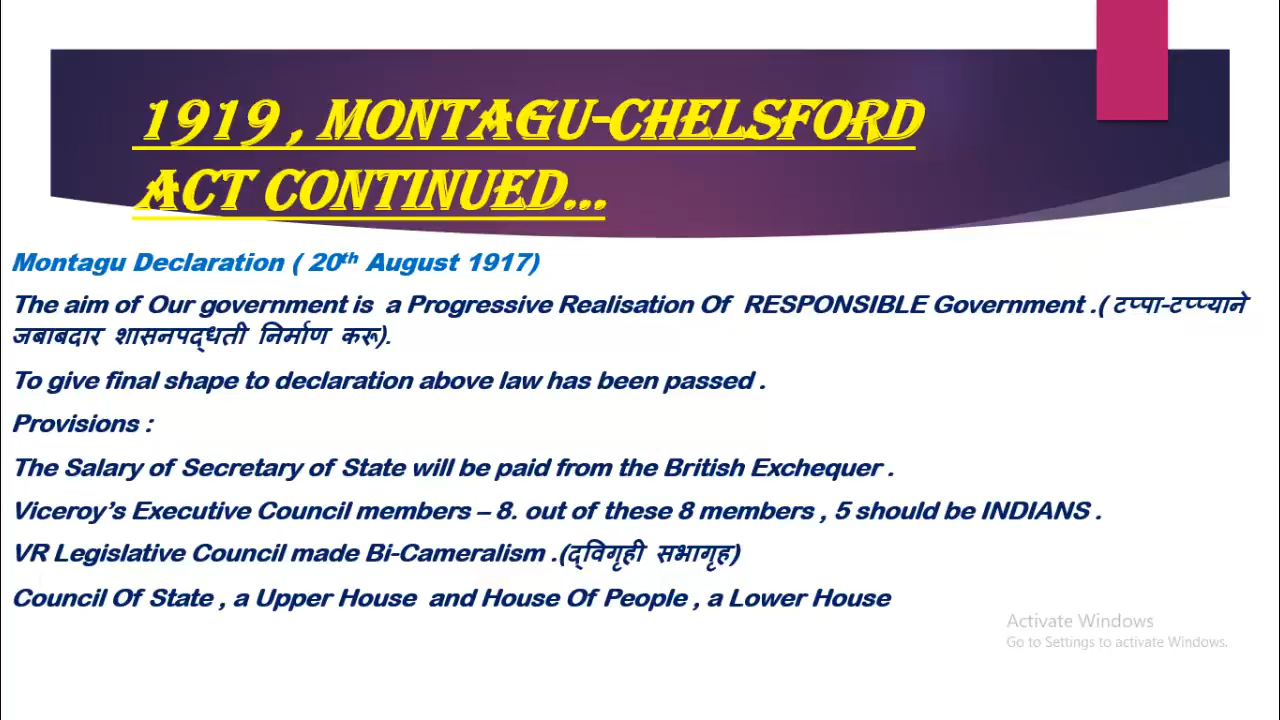 1919 , MONTAGU-CHELSFORD
ACT CONTINUED...
Montagu Declaration ( 20th August 1917)
The aim of Our government is a Progressive Realisation Of RESPONSIBLE Government .( टप्पा-टप्प्याने
जबाबदार शासनपद्धती निर्माण करू).
To give final shape to declaration above law has been passed .
Provisions :
The Salary of Secretary of State will be paid from the British Exchequer .
Viceroy’s Executive Council members – 8. out of these 8 members , 5 should be INDIANS .
VR Legislative Council made Bi-Cameralism .(द्विगृही सभागृह)
Council Of State , a Upper House and House Of People , a Lower House
Activate Windows
Go to Settings to activate Windows.